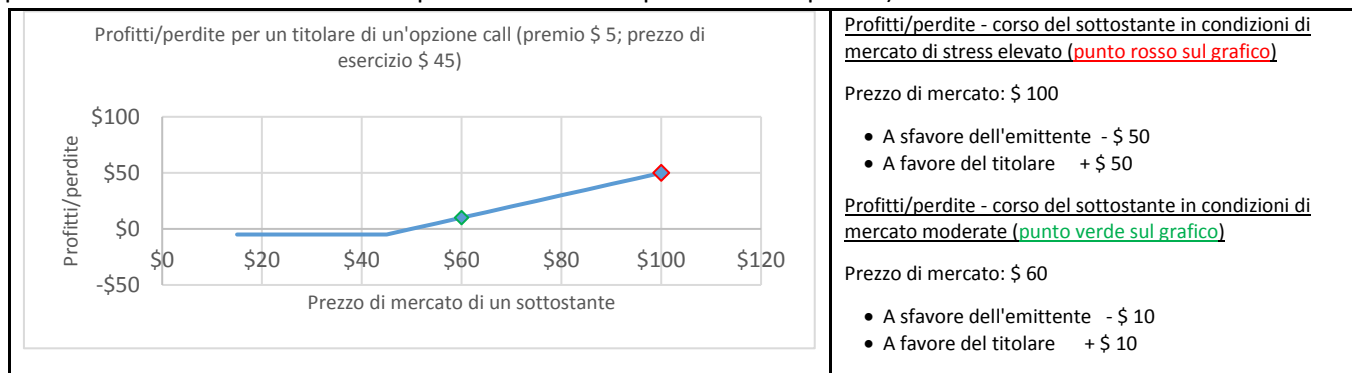 Profitti/perdite per un titolare di un'opzione call (premio $ 5; prezzo di
esercizio $ 45)
Profitti/perdite
$100
$50
$0
-$50
$0 $20 $40 $60 $80 $100 $120
Prezzo di mercato di un sottostante
Profitti/perdite - corso del sottostante in condizioni di
mercato di stress elevato (punto rosso sul grafico)
Prezzo di mercato: $ 100
• A sfavore dell'emittente - $ 50
• A favore del titolare + $ 50
Profitti/perdite - corso del sottostante in condizioni di
mercato moderate (punto verde sul grafico)
Prezzo di mercato: $ 60
• A sfavore dell'emittente - $ 10
• A favore del titolare + $ 10